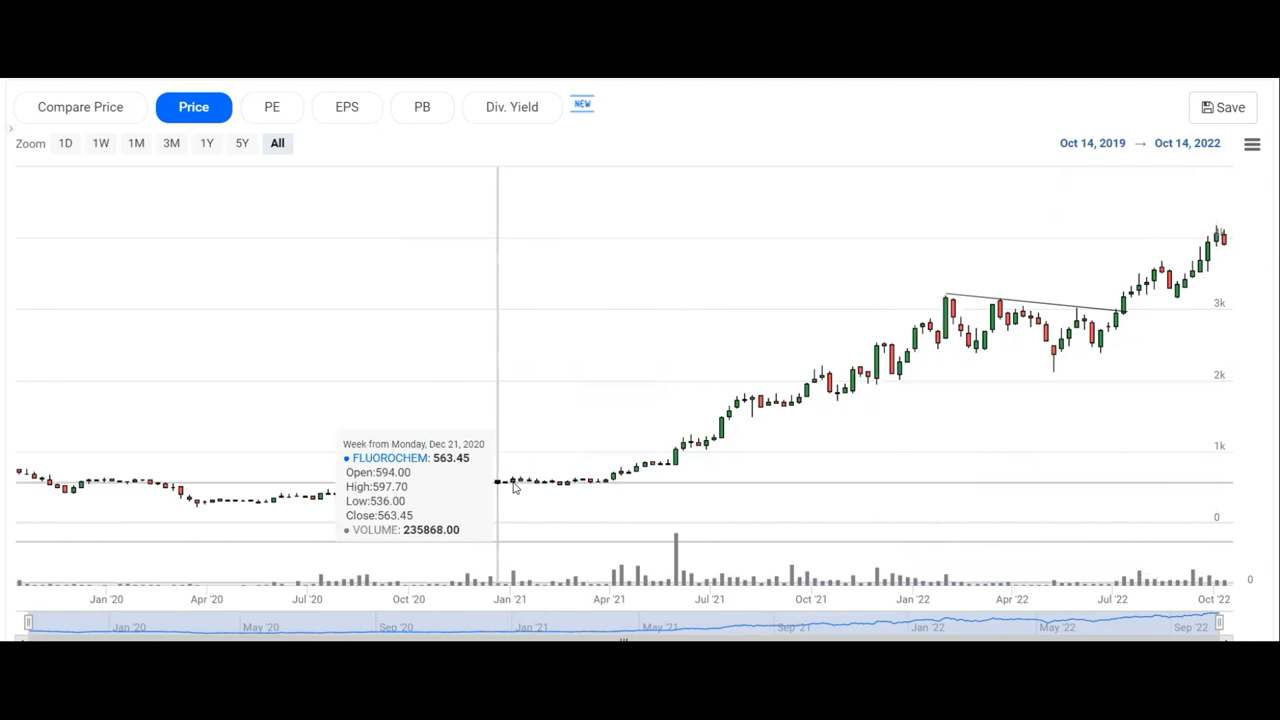 Compare Price Price PE EPS PB Div. Yield NEW Save
Zoom 1D 1W 1M 3M 1Y 5Y All Oct 14, 2019 → Oct 14, 2022
3k
2k
1k
0
Week from Monday, Dec 21, 2020
FLUOROCHEM: 563.45
Open:594.00
High:597.70
Low:536.00
Close:563.45
VOLUME: 235868.00
0
Jan '20 Apr '20 Jul '20 Oct '20 Jan '21 Apr '21 Jul '21 Oct '21 Jan '22 Apr '22 Jul '22 Oct '22
Jan '20 May '20 Sep '20 Jan '21 May '21 Sep '21 Jan '22 May '22 Sep '22